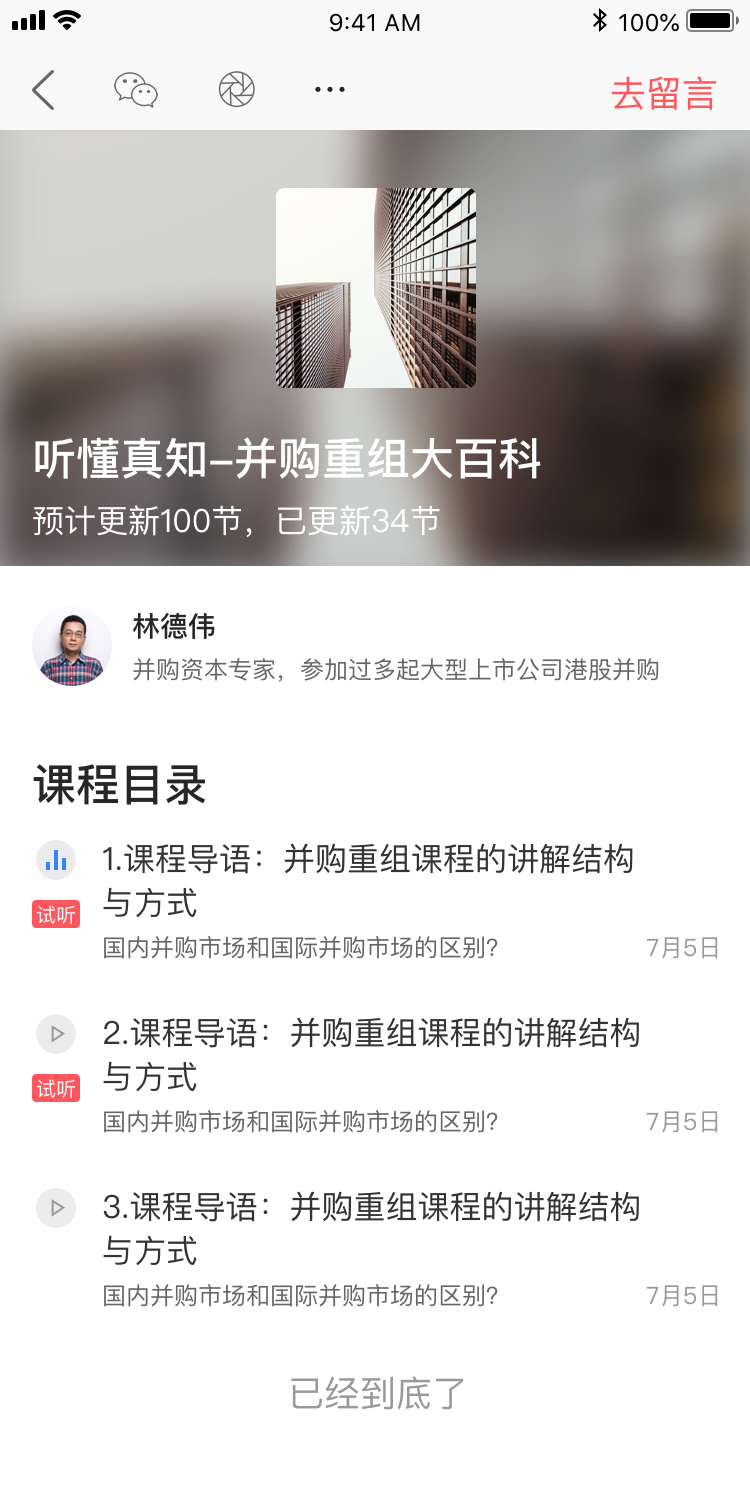 9:41 AM
100%
去留言
听懂真知–并购重组大百科
预计更新100节，已更新34节
林德伟
并购资本专家，参加过多起大型上市公司港股并购
课程目录
1.课程导语：并购重组课程的讲解结构
与方式
试听
国内并购市场和国际并购市场的区别?
7月5日
2.课程导语：并购重组课程的讲解结构
与方式
试听
国内并购市场和国际并购市场的区别?
7月5日
3.课程导语：并购重组课程的讲解结构
与方式
国内并购市场和国际并购市场的区别?
7月5日
已经到底了